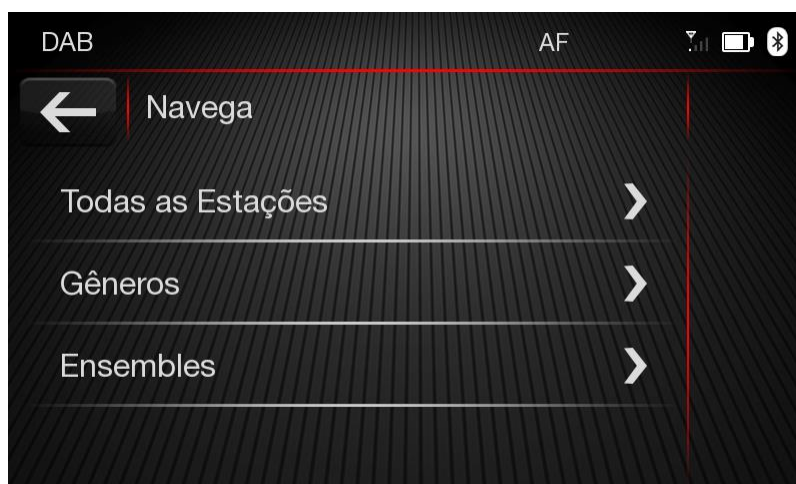 DAB AF
Navega
Todas as Estações
Gêneros
Ensembles